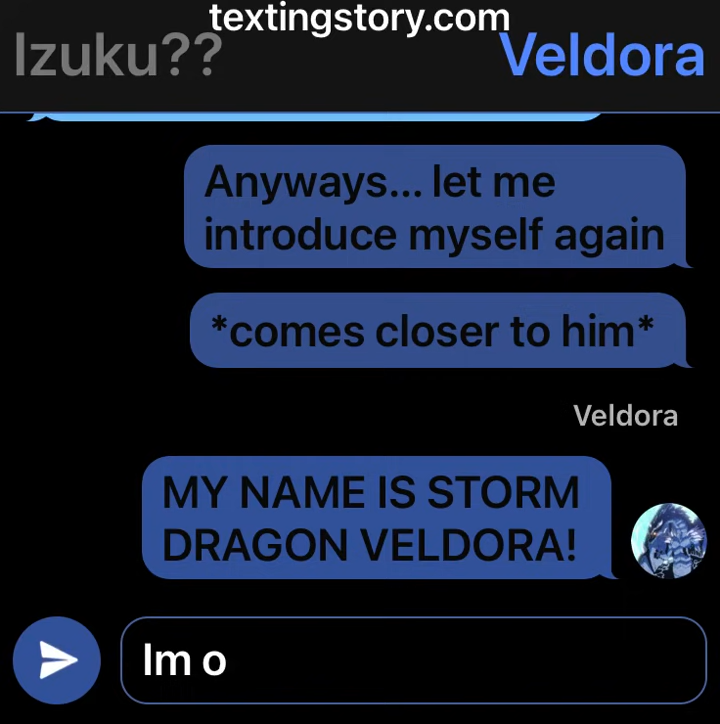 textingstory.com
Izuku??
Veldora
Anyways... let me
introduce myself again
*comes closer to him*
Veldora
MY NAME IS STORM
DRAGON VELDORA!
Im o